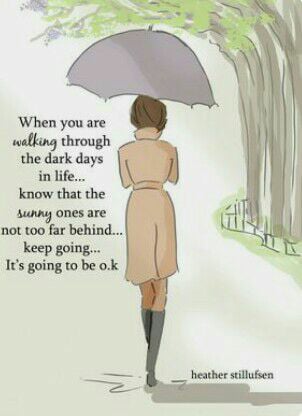 When you are
walking through
the dark days
in life...
know that the
sunny ones are
not too far behind...
keep going...
It's going to be o.k
heather stillufsen